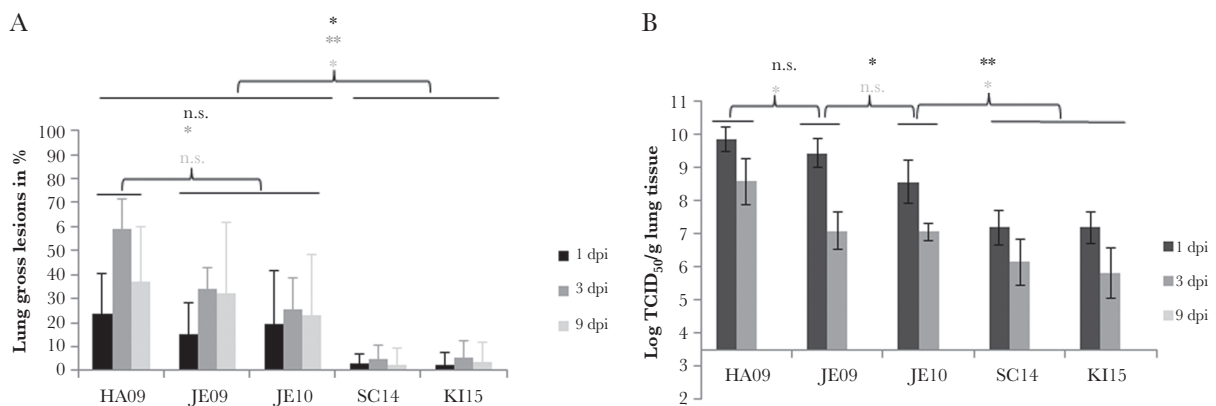 A
*
**
*
n.s.
*
n.s.
Lung gross lesions in %
100
90
80
70
6
50
40
30
20
10
0
HA09 JE09 JE10 SC14 KI15
1 dpi
3 dpi
9 dpi
B
n.s. * **
* n.s. *
Log TCID50/g lung tissue
11
10
9
8
7
6
5
4
3
2
HA09 JE09 JE10 SC14 KI15
1 dpi
3 dpi
9 dpi